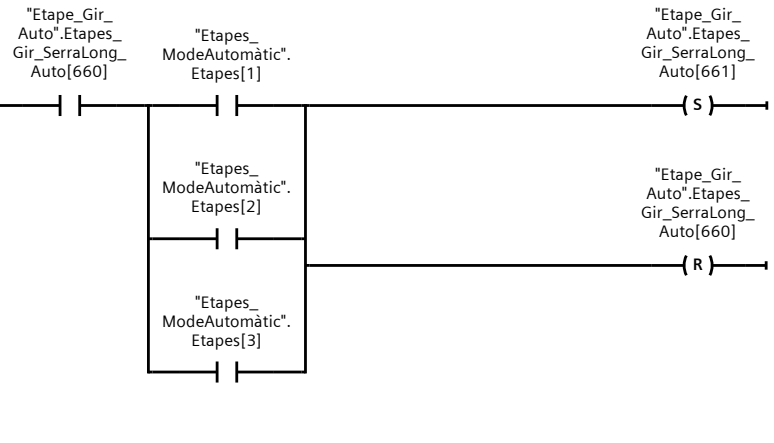 "Etape_Gir_
Auto".Etapes_
Gir_SerraLong_
Auto[660]
"Etapes_
ModeAutomàtic".
Etapes[1]
"Etape_Gir_
Auto".Etapes_
Gir_SerraLong_
Auto[661]
S
"Etapes_
ModeAutomàtic".
Etapes[2]
"Etape_Gir_
Auto".Etapes_
Gir_SerraLong_
Auto[660]
R
"Etapes_
ModeAutomàtic".
Etapes[3]